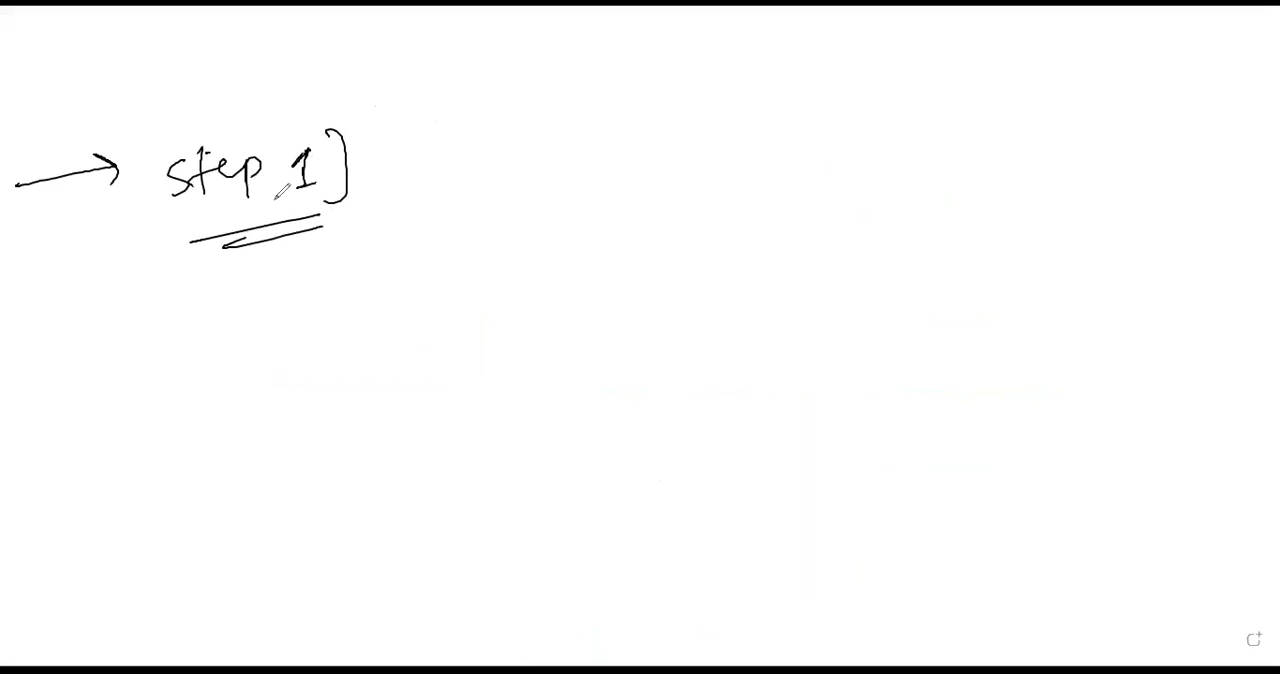 → step 1]